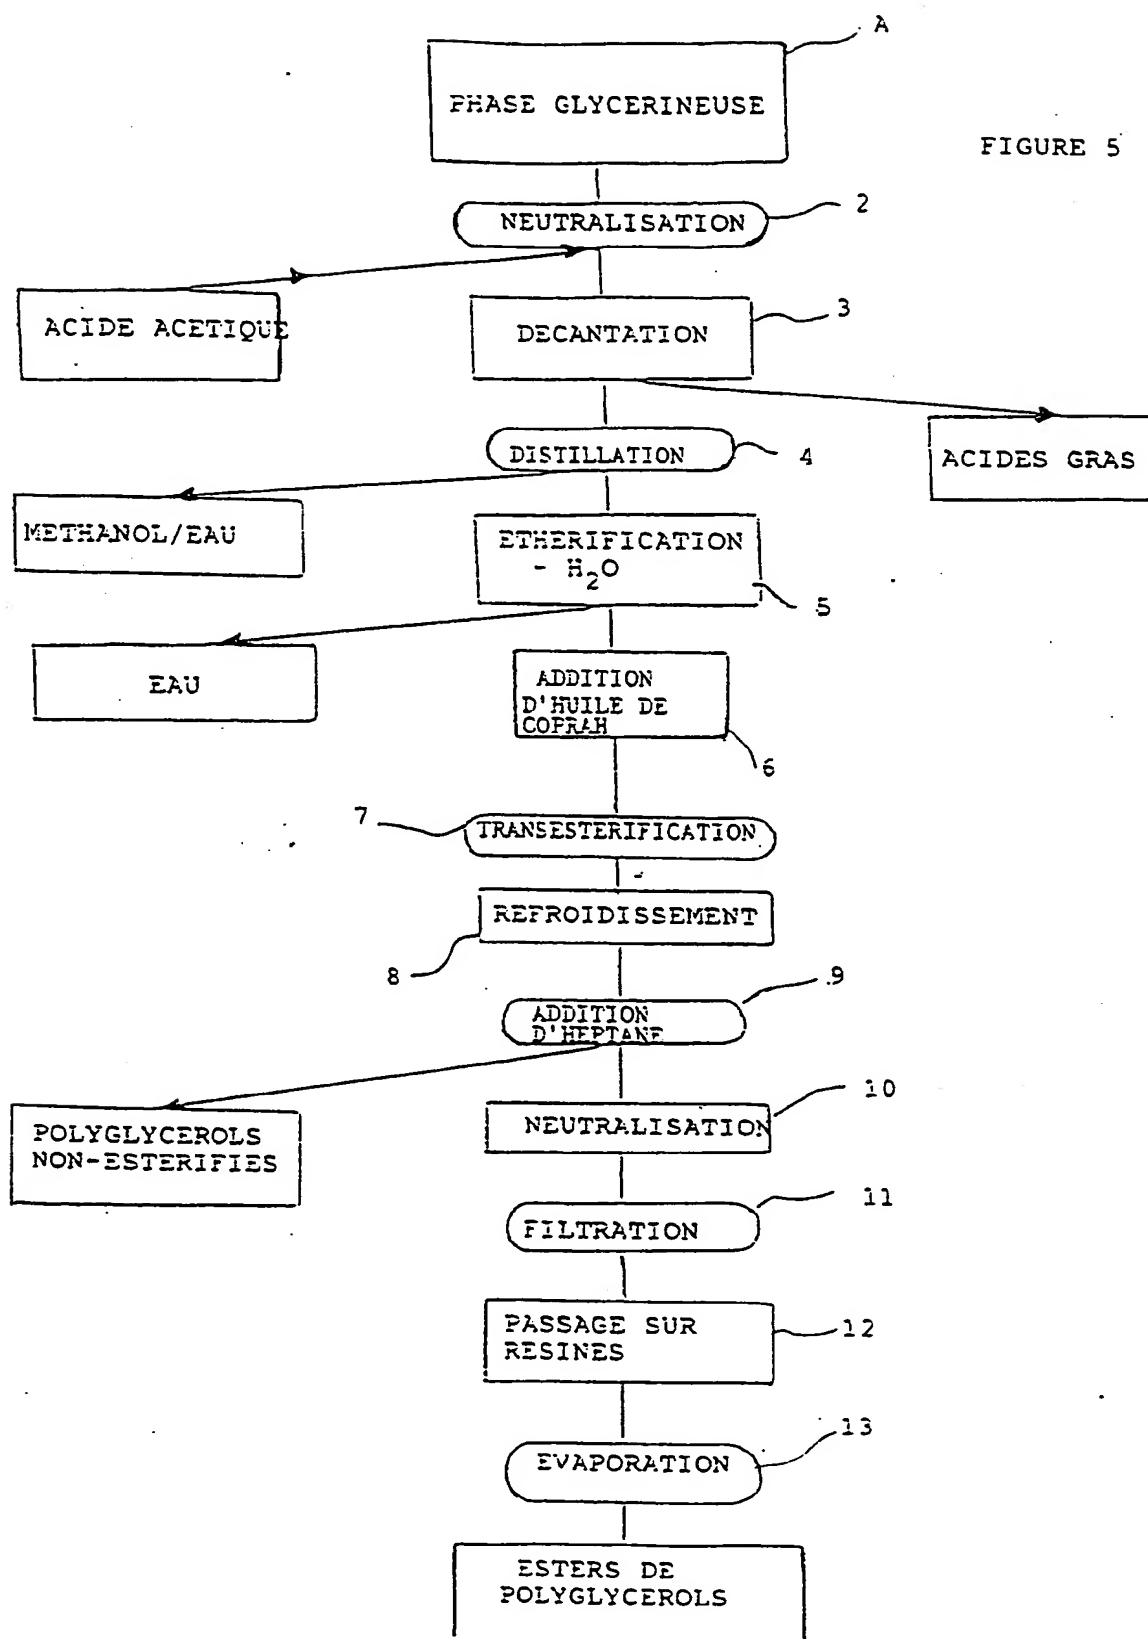 A
PHASE GLYCERINEUSE
FIGURE 5
2
NEUTRALISATION
ACIDE ACETIQUE
3
DECANTATION
DISTILLATION
4
ACIDES GRAS
METHANOL/EAU
ETHERIFICATION
- H2O
5
EAU
ADDITION
D'HUILE DE
COPRAH
6
7
TRANSESTERIFICATION
REFROIDISSEMENT
8
9
ADDITION
D'HEPTANE
10
POLYGLYCEROLS
NON-ESTERIFIES
NEUTRALISATION
11
FILTRATION
PASSAGE SUR
RESINES
12
13
EVAPORATION
ESTERS DE
POLYGLYCEROLS